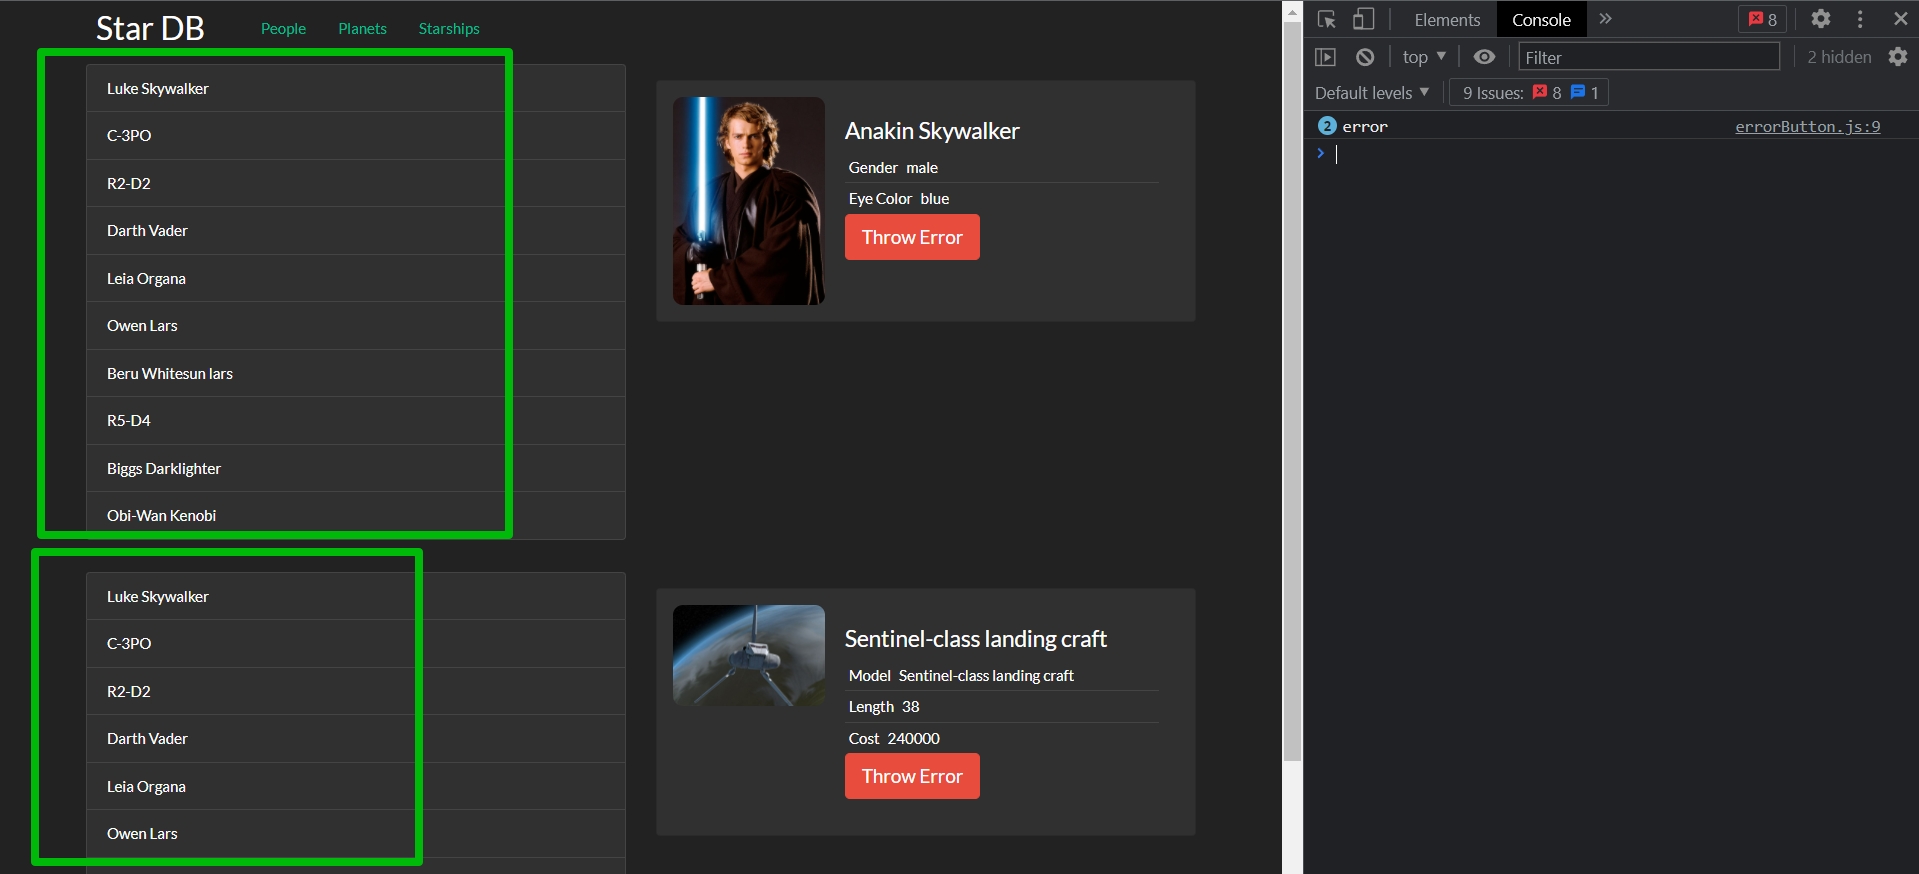 Star DB People Planets Starships
Luke Skywalker
C-3PO
R2-D2
Darth Vader
Leia Organa
Owen Lars
Beru Whitesun lars
R5-D4
Biggs Darklighter
Obi-Wan Kenobi
Anakin Skywalker
Gender male
Eye Color blue
Throw Error
Luke Skywalker
C-3PO
R2-D2
Darth Vader
Leia Organa
Owen Lars
Sentinel-class landing craft
Model Sentinel-class landing craft
Length 38
Cost 240000
Throw Error
Elements Console 8
top Filter 2 hidden
Default levels 9 Issues: 8 1
2 error errorButton.js:9